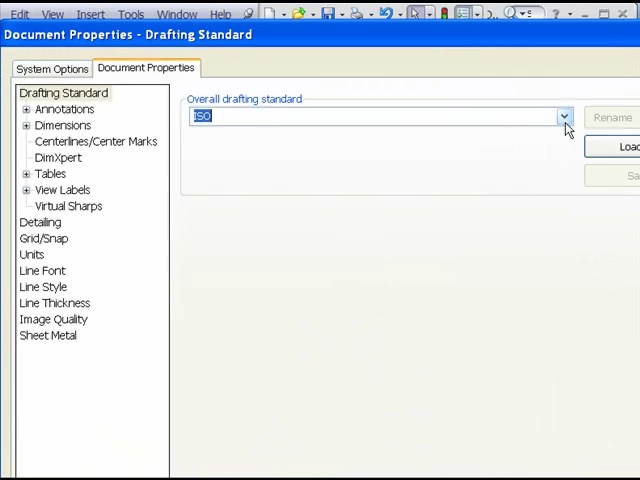 Edit View Insert Tools Window Help
Document Properties - Drafting Standard
System Options Document Properties
Drafting Standard
Annotations
Dimensions
Centerlines/Center Marks
DimXpert
Tables
View Labels
Virtual Sharps
Detailing
Grid/Snap
Units
Line Font
Line Style
Line Thickness
Image Quality
Sheet Metal
Overall drafting standard
ISO
Rename
Load